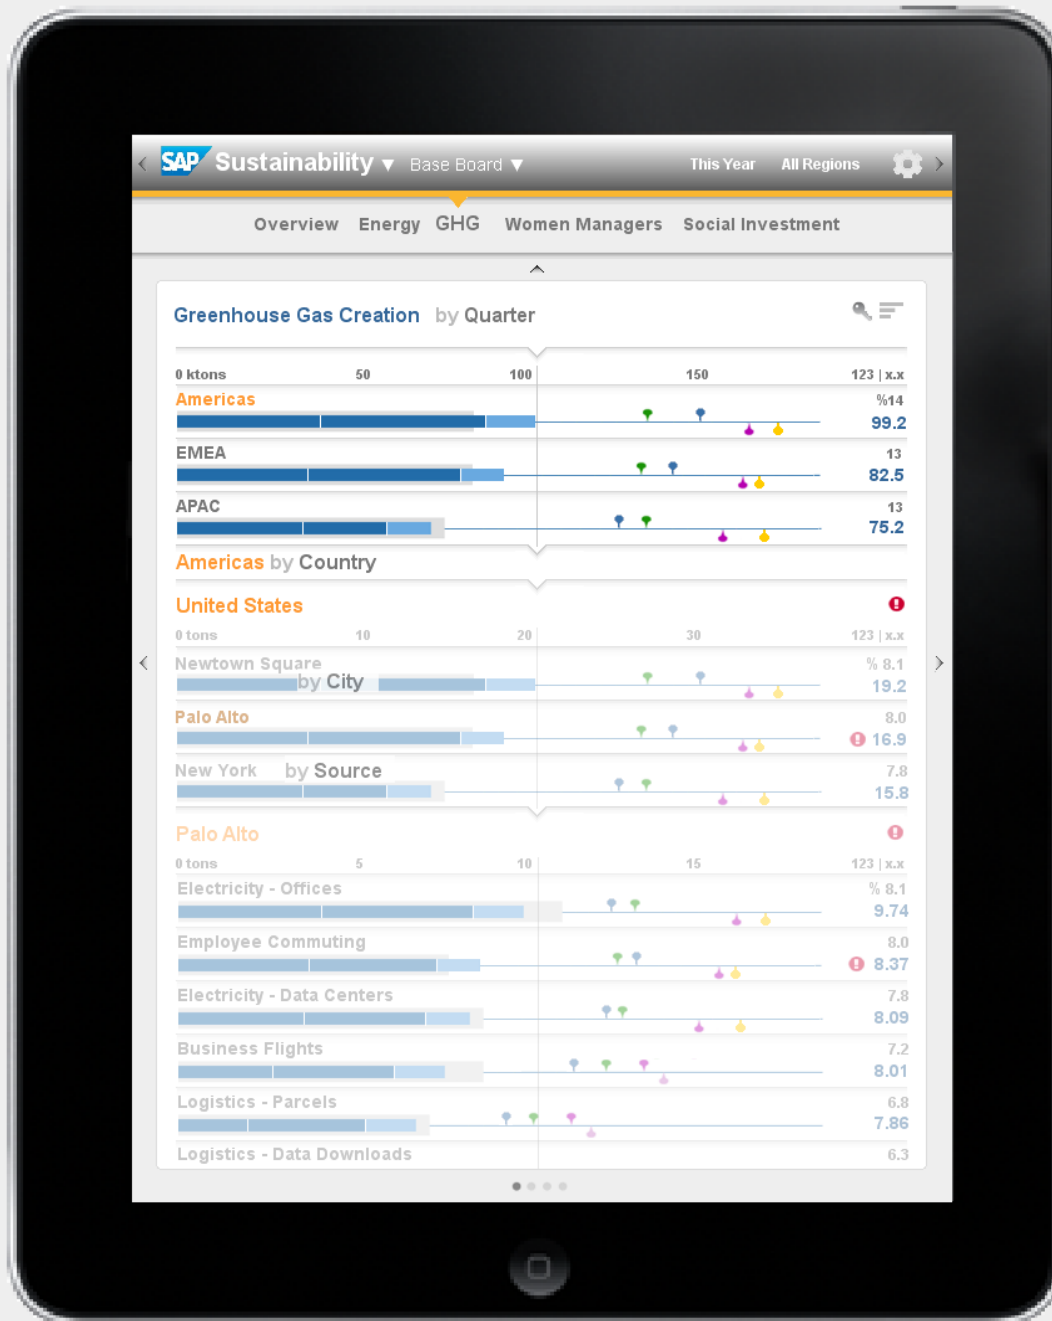 SAP Sustainability ▼ Base Board ▼ This Year All Regions
Overview Energy GHG Women Managers Social Investment
Greenhouse Gas Creation by Quarter
0 ktons 50 100 150 123 | x.x
Americas %14
99.2
EMEA 13
82.5
APAC 13
75.2
Americas by Country
United States
0 tons 10 20 30 123 | x.x
Newtown Square % 8.1
by City 19.2
Palo Alto 8.0
16.9
New York by Source 7.8
15.8
Palo Alto
0 tons 5 10 15 123 | x.x
Electricity - Offices % 8.1
9.74
Employee Commuting 8.0
8.37
Electricity - Data Centers 7.8
8.09
Business Flights 7.2
8.01
Logistics - Parcels 6.8
7.86
Logistics - Data Downloads 6.3